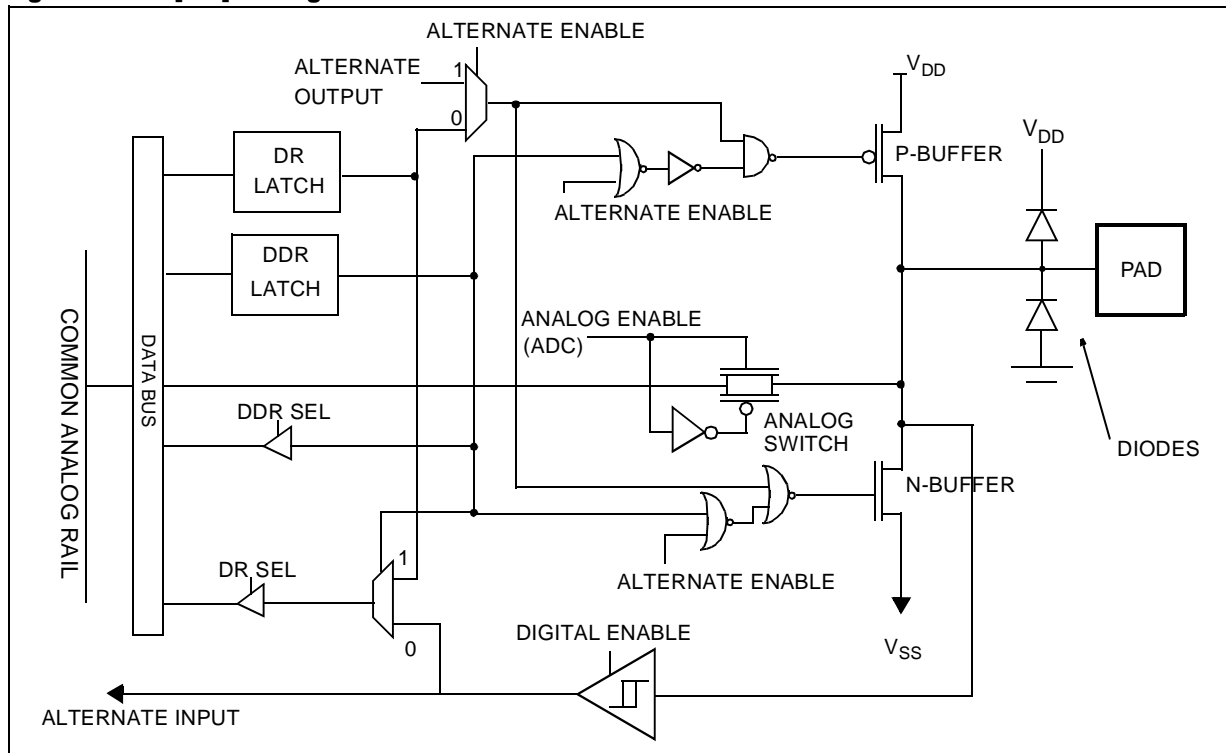 ALTERNATE ENABLE
ALTERNATE
OUTPUT
1
0
V_DD
V_DD
DR
LATCH
P-BUFFER
ALTERNATE ENABLE
DDR
LATCH
PAD
COMMON ANALOG RAIL
DATA BUS
ANALOG ENABLE
(ADC)
DDR SEL
ANALOG
SWITCH
DIODES
N-BUFFER
1
DR SEL
ALTERNATE ENABLE
0
DIGITAL ENABLE
V_SS
ALTERNATE INPUT